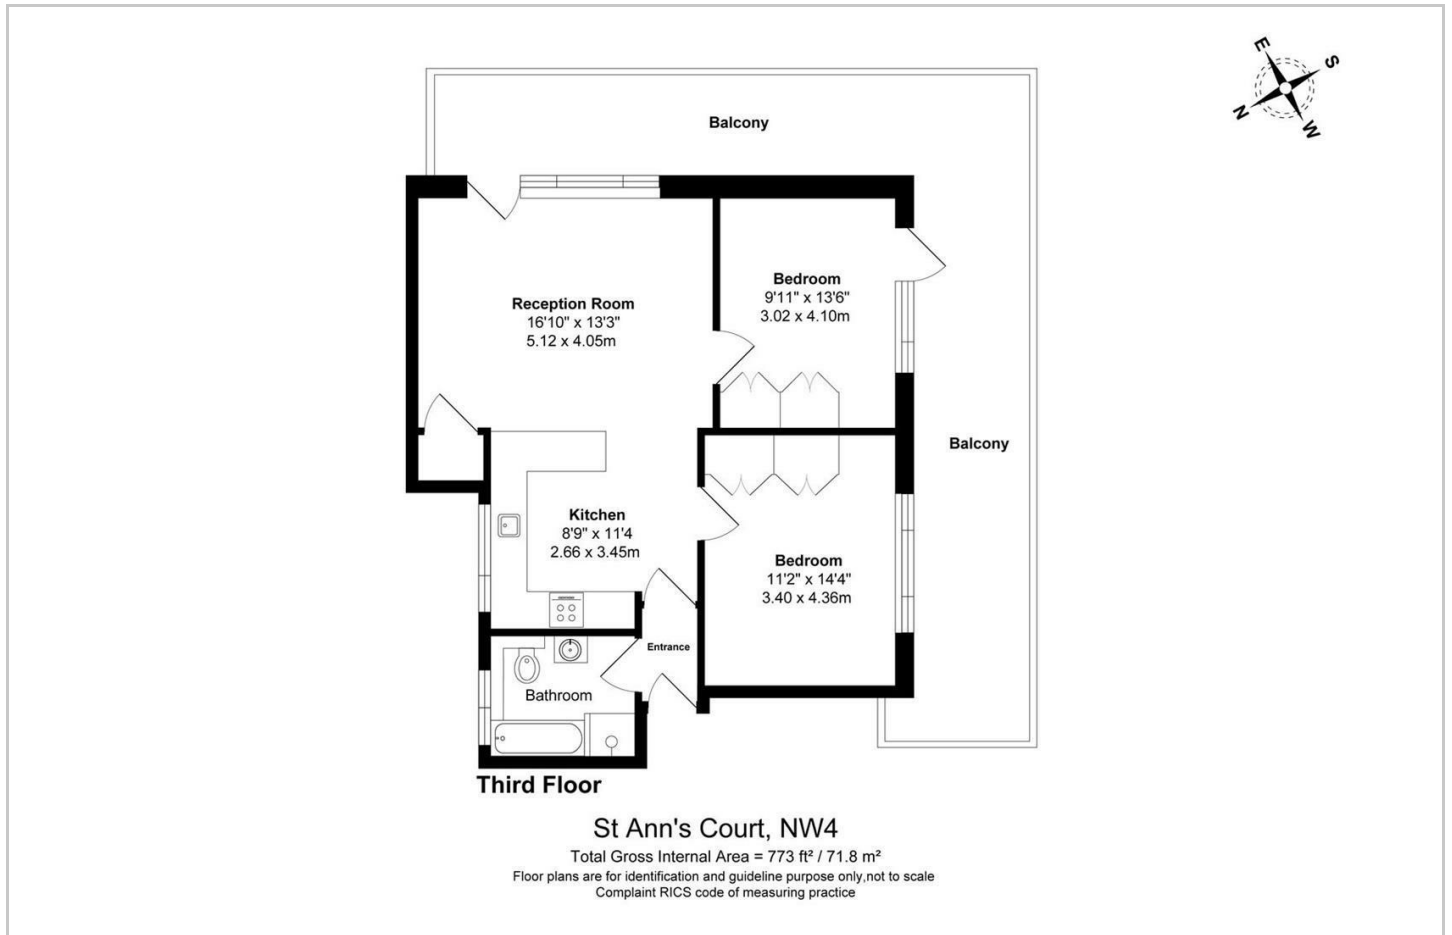 E
S
N
W
Balcony
Reception Room
16'10" x 13'3"
5.12 x 4.05m
Bedroom
9'11" x 13'6"
3.02 x 4.10m
Balcony
Kitchen
8'9" x 11'4
2.66 x 3.45m
Bedroom
11'2" x 14'4"
3.40 x 4.36m
Entrance
Bathroom
Third Floor
St Ann's Court, NW4
Total Gross Internal Area = 773 ft² / 71.8 m²
Floor plans are for identification and guideline purpose only,not to scale
Complaint RICS code of measuring practice